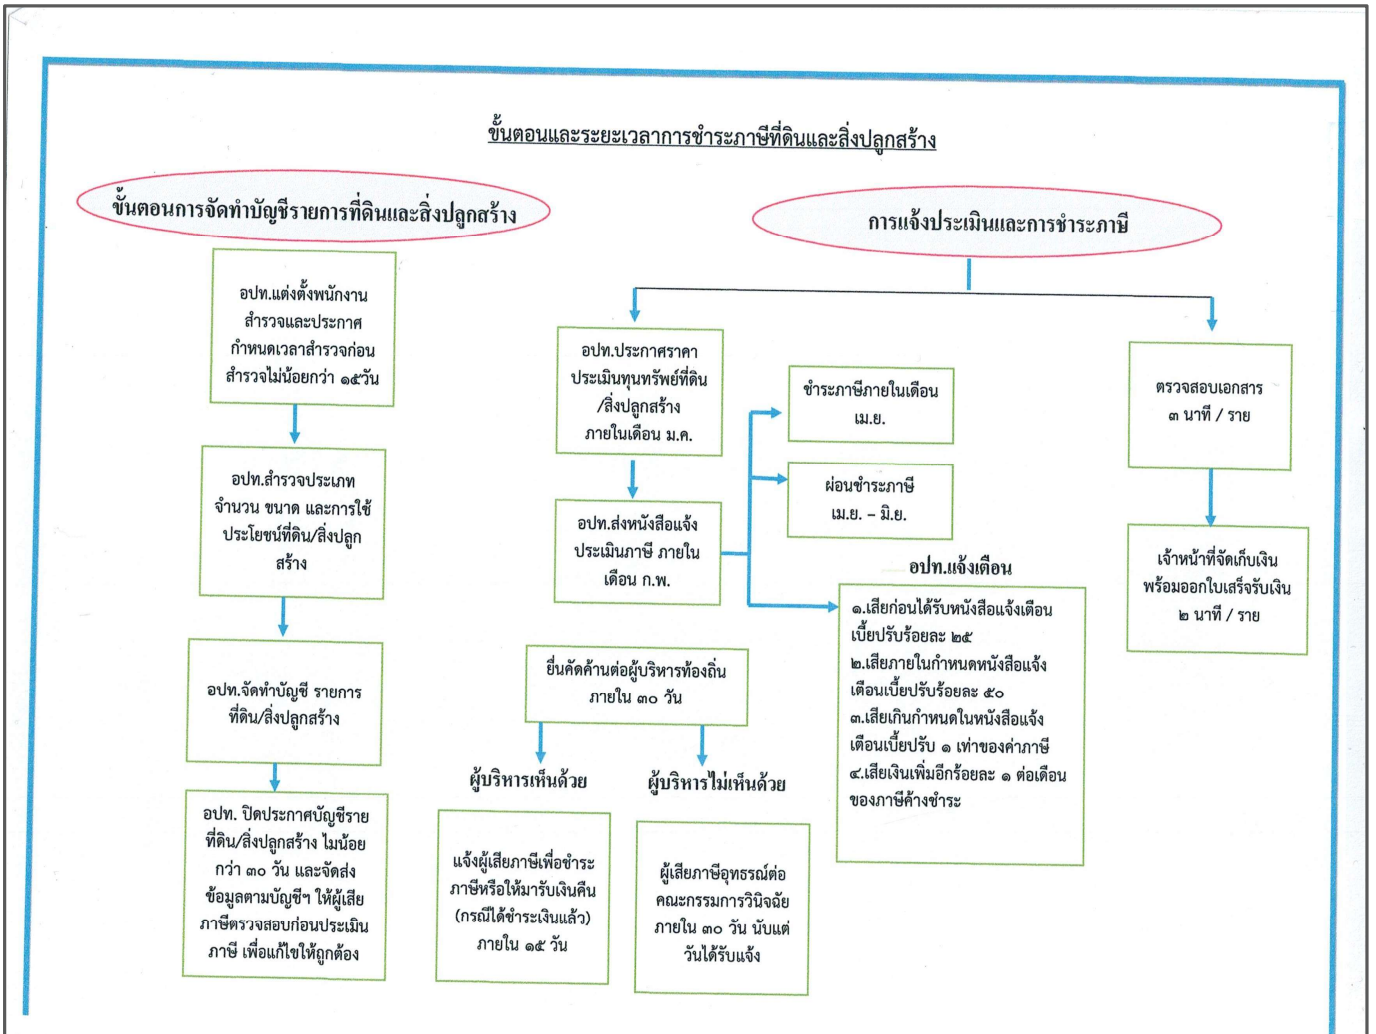 ขั้นตอนและระยะเวลาการชำระภาษีที่ดินและสิ่งปลูกสร้าง
ขั้นตอนการจัดทำบัญชีรายการที่ดินและสิ่งปลูกสร้าง
อปท.แต่งตั้งพนักงาน
สำรวจและประกาศ
กำหนดเวลาสำรวจก่อน
สำรวจไม่น้อยกว่า ๑๕วัน
อปท.สำรวจประเภท
จำนวน ขนาด และการใช้
ประโยชน์ที่ดิน/สิ่งปลูก
สร้าง
อปท.จัดทำบัญชี รายการ
ที่ดิน/สิ่งปลูกสร้าง
อปท. ปิดประกาศบัญชีราย
ที่ดิน/สิ่งปลูกสร้าง ไมน้อย
กว่า ๓๐ วัน และจัดส่ง
ข้อมูลตามบัญชีฯ ให้ผู้เสีย
ภาษีตรวจสอบก่อนประเมิน
ภาษี เพื่อแก้ไขให้ถูกต้อง
การแจ้งประเมินและการชำระภาษี
อปท.ประกาศราคา
ประเมินทุนทรัพย์ที่ดิน
/สิ่งปลูกสร้าง
ภายในเดือน ม.ค.
อปท.ส่งหนังสือแจ้ง
ประเมินภาษี ภายใน
เดือน ก.พ.
ชำระภาษีภายในเดือน
เม.ย.
ผ่อนชำระภาษี
เม.ย. – มิ.ย.
อปท.แจ้งเตือน
๑.เสียก่อนได้รับหนังสือแจ้งเตือน
เบี้ยปรับร้อยละ ๒๕
๒.เสียภายในกำหนดหนังสือแจ้ง
เตือนเบี้ยปรับร้อยละ ๕๐
๓.เสียเกินกำหนดในหนังสือแจ้ง
เตือนเบี้ยปรับ ๑ เท่าของค่าภาษี
๔.เสียเงินเพิ่มอีกร้อยละ ๑ ต่อเดือน
ของภาษีค้างชำระ
ตรวจสอบเอกสาร
๓ นาที / ราย
เจ้าหน้าที่จัดเก็บเงิน
พร้อมออกใบเสร็จรับเงิน
๒ นาที / ราย
ยื่นคัดค้านต่อผู้บริหารท้องถิ่น
ภายใน ๓๐ วัน
ผู้บริหารเห็นด้วย
แจ้งผู้เสียภาษีเพื่อชำระ
ภาษีหรือให้มารับเงินคืน
(กรณีได้ชำระเงินแล้ว)
ภายใน ๑๕ วัน
ผู้บริหารไม่เห็นด้วย
ผู้เสียภาษีอุทธรณ์ต่อ
คณะกรรมการวินิจฉัย
ภายใน ๓๐ วัน นับแต่
วันได้รับแจ้ง